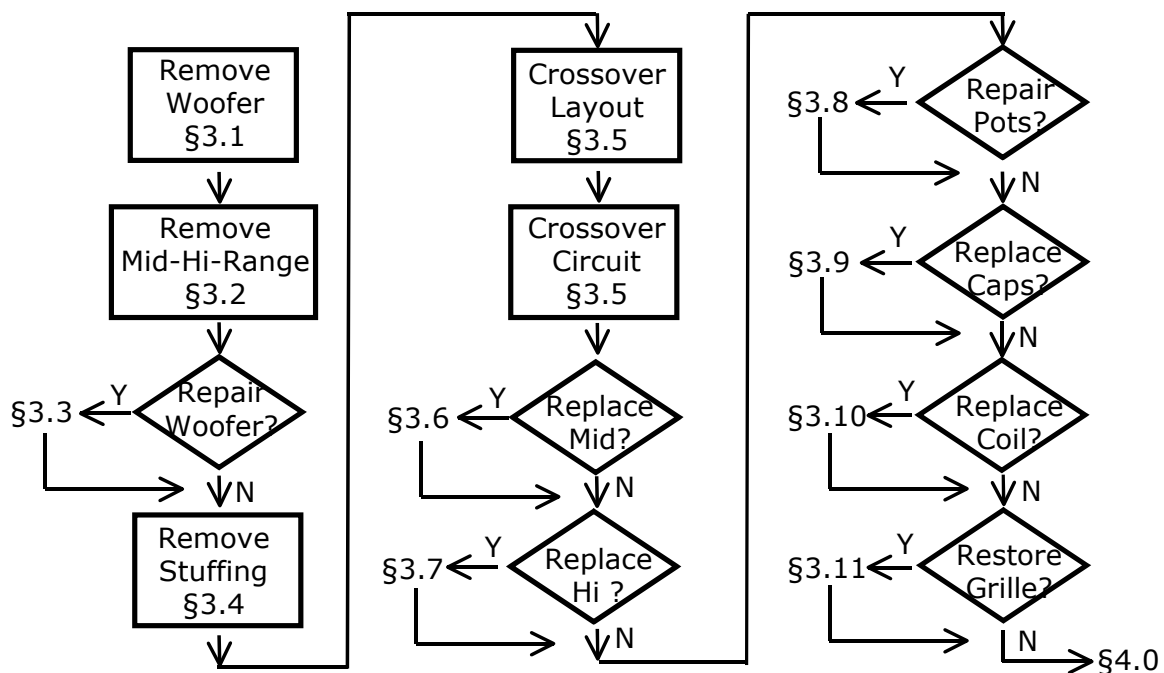 Remove
Woofer
§3.1
Remove
Mid-Hi-Range
§3.2
Repair
Woofer?
Y
§3.3
N
Remove
Stuffing
§3.4
Crossover
Layout
§3.5
Crossover
Circuit
§3.5
Replace
Mid?
Y
§3.6
N
Replace
Hi ?
Y
§3.7
N
Repair
Pots?
Y
§3.8
N
Replace
Caps?
Y
§3.9
N
Replace
Coil?
Y
§3.10
N
Restore
Grille?
Y
§3.11
N
§4.0